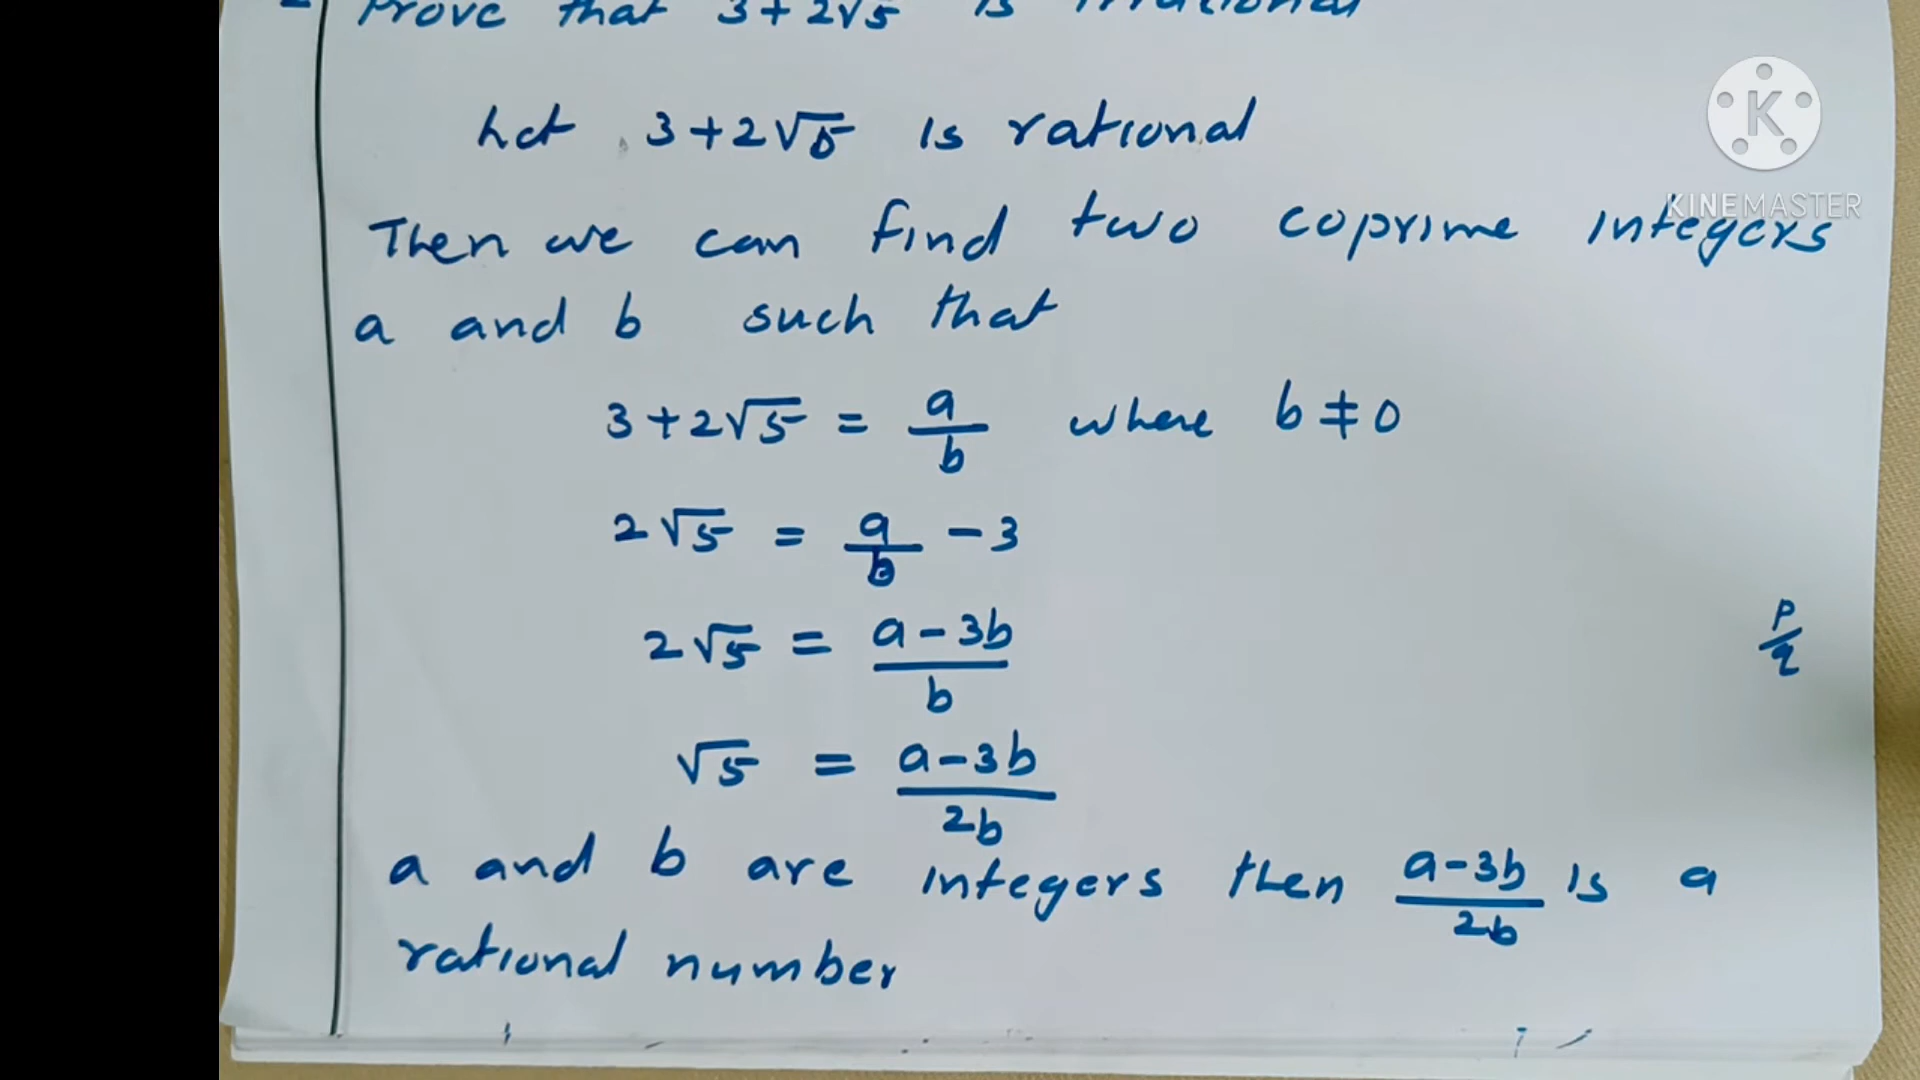 Prove that 3+2√5 is irrational
Let 3+2√5 is rational
K
KINEMASTER
Then we can find two coprime integers
a and b such that
3+2√5 = a/b where b≠0
2√5 = a/b -3
2√5 = a-3b/b
p/q
√5 = a-3b/2b
a and b are integers then a-3b/2b is a
rational number